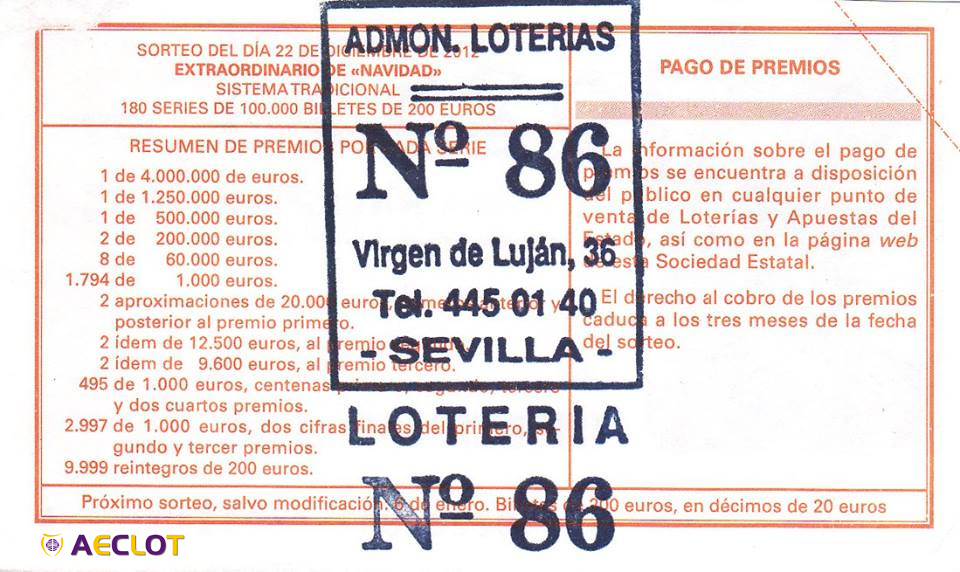 SORTEO DEL DÍA 22 DE DICIEMBRE DE 2012
EXTRAORDINARIO DE «NAVIDAD»
SISTEMA TRADICIONAL
180 SERIES DE 100.000 BILLETES DE 200 EUROS
RESUMEN DE PREMIOS POR CADA SERIE
1 de 4.000.000 de euros.
1 de 1.250.000 euros.
1 de 500.000 euros.
2 de 200.000 euros.
8 de 60.000 euros.
1.794 de 1.000 euros.
2 aproximaciones de 20.000 euros, número anterior y
posterior al premio primero.
2 ídem de 12.500 euros, al premio segundo.
2 ídem de 9.600 euros, al premio tercero.
495 de 1.000 euros, centenas primero, segundo, tercero
y dos cuartos premios.
2.997 de 1.000 euros, dos cifras finales del primero, se-
gundo y tercer premios.
9.999 reintegros de 200 euros.
PAGO DE PREMIOS
La información sobre el pago de
premios se encuentra a disposición
del público en cualquier punto de
venta de Loterías y Apuestas del
Estado, así como en la página web
de esta Sociedad Estatal.
El derecho al cobro de los premios
caduca a los tres meses de la fecha
del sorteo.
Próximo sorteo, salvo modificación: 6 de enero. Billetes de 200 euros, en décimos de 20 euros
ADMON. LOTERIAS
Nº 86
Virgen de Luján, 36
Tel. 445 01 40
- SEVILLA -
LOTERIA
Nº 86
AECLOT